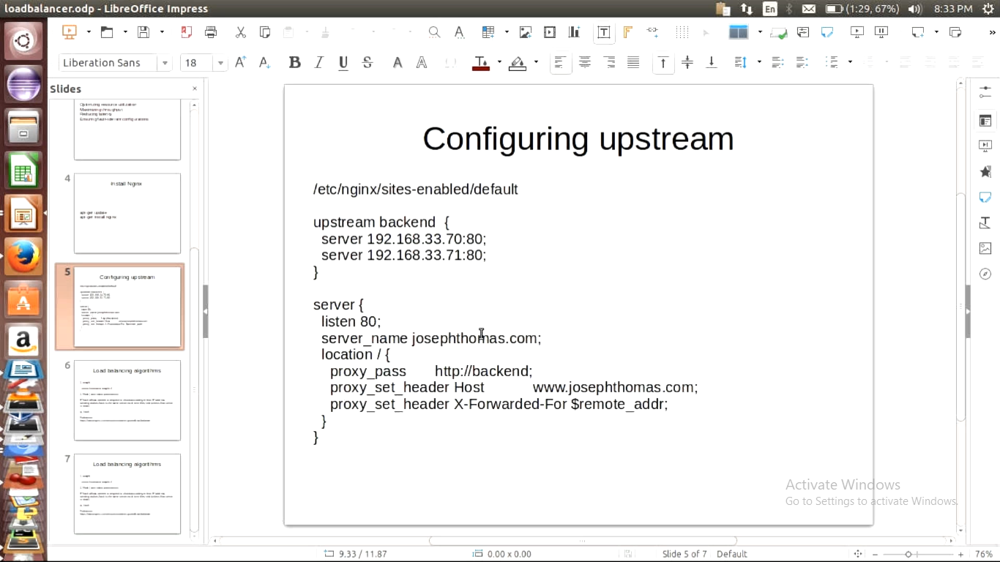 loadbalancer.odp - LibreOffice Impress
En
(1:29, 67%)
8:33 PM
Liberation Sans
18
Slides
Optimizing resource utilization
Maximizing throughput
Reducing latency
Ensuring fault-tolerant configurations
4
Install Nginx
apt-get update
apt-get install nginx
5
Configuring upstream
6
Load balancing algorithms
7
Load balancing algorithms
Configuring upstream
/etc/nginx/sites-enabled/default
upstream backend {
server 192.168.33.70:80;
server 192.168.33.71:80;
}
server {
listen 80;
server_name josephthomas.com;
location / {
proxy_pass http://backend;
proxy_set_header Host www.josephthomas.com;
proxy_set_header X-Forwarded-For $remote_addr;
}
}
Activate Windows
Go to Settings to activate Windows.
9.33 / 11.87
0.00 x 0.00
Slide 5 of 7
Default
76%